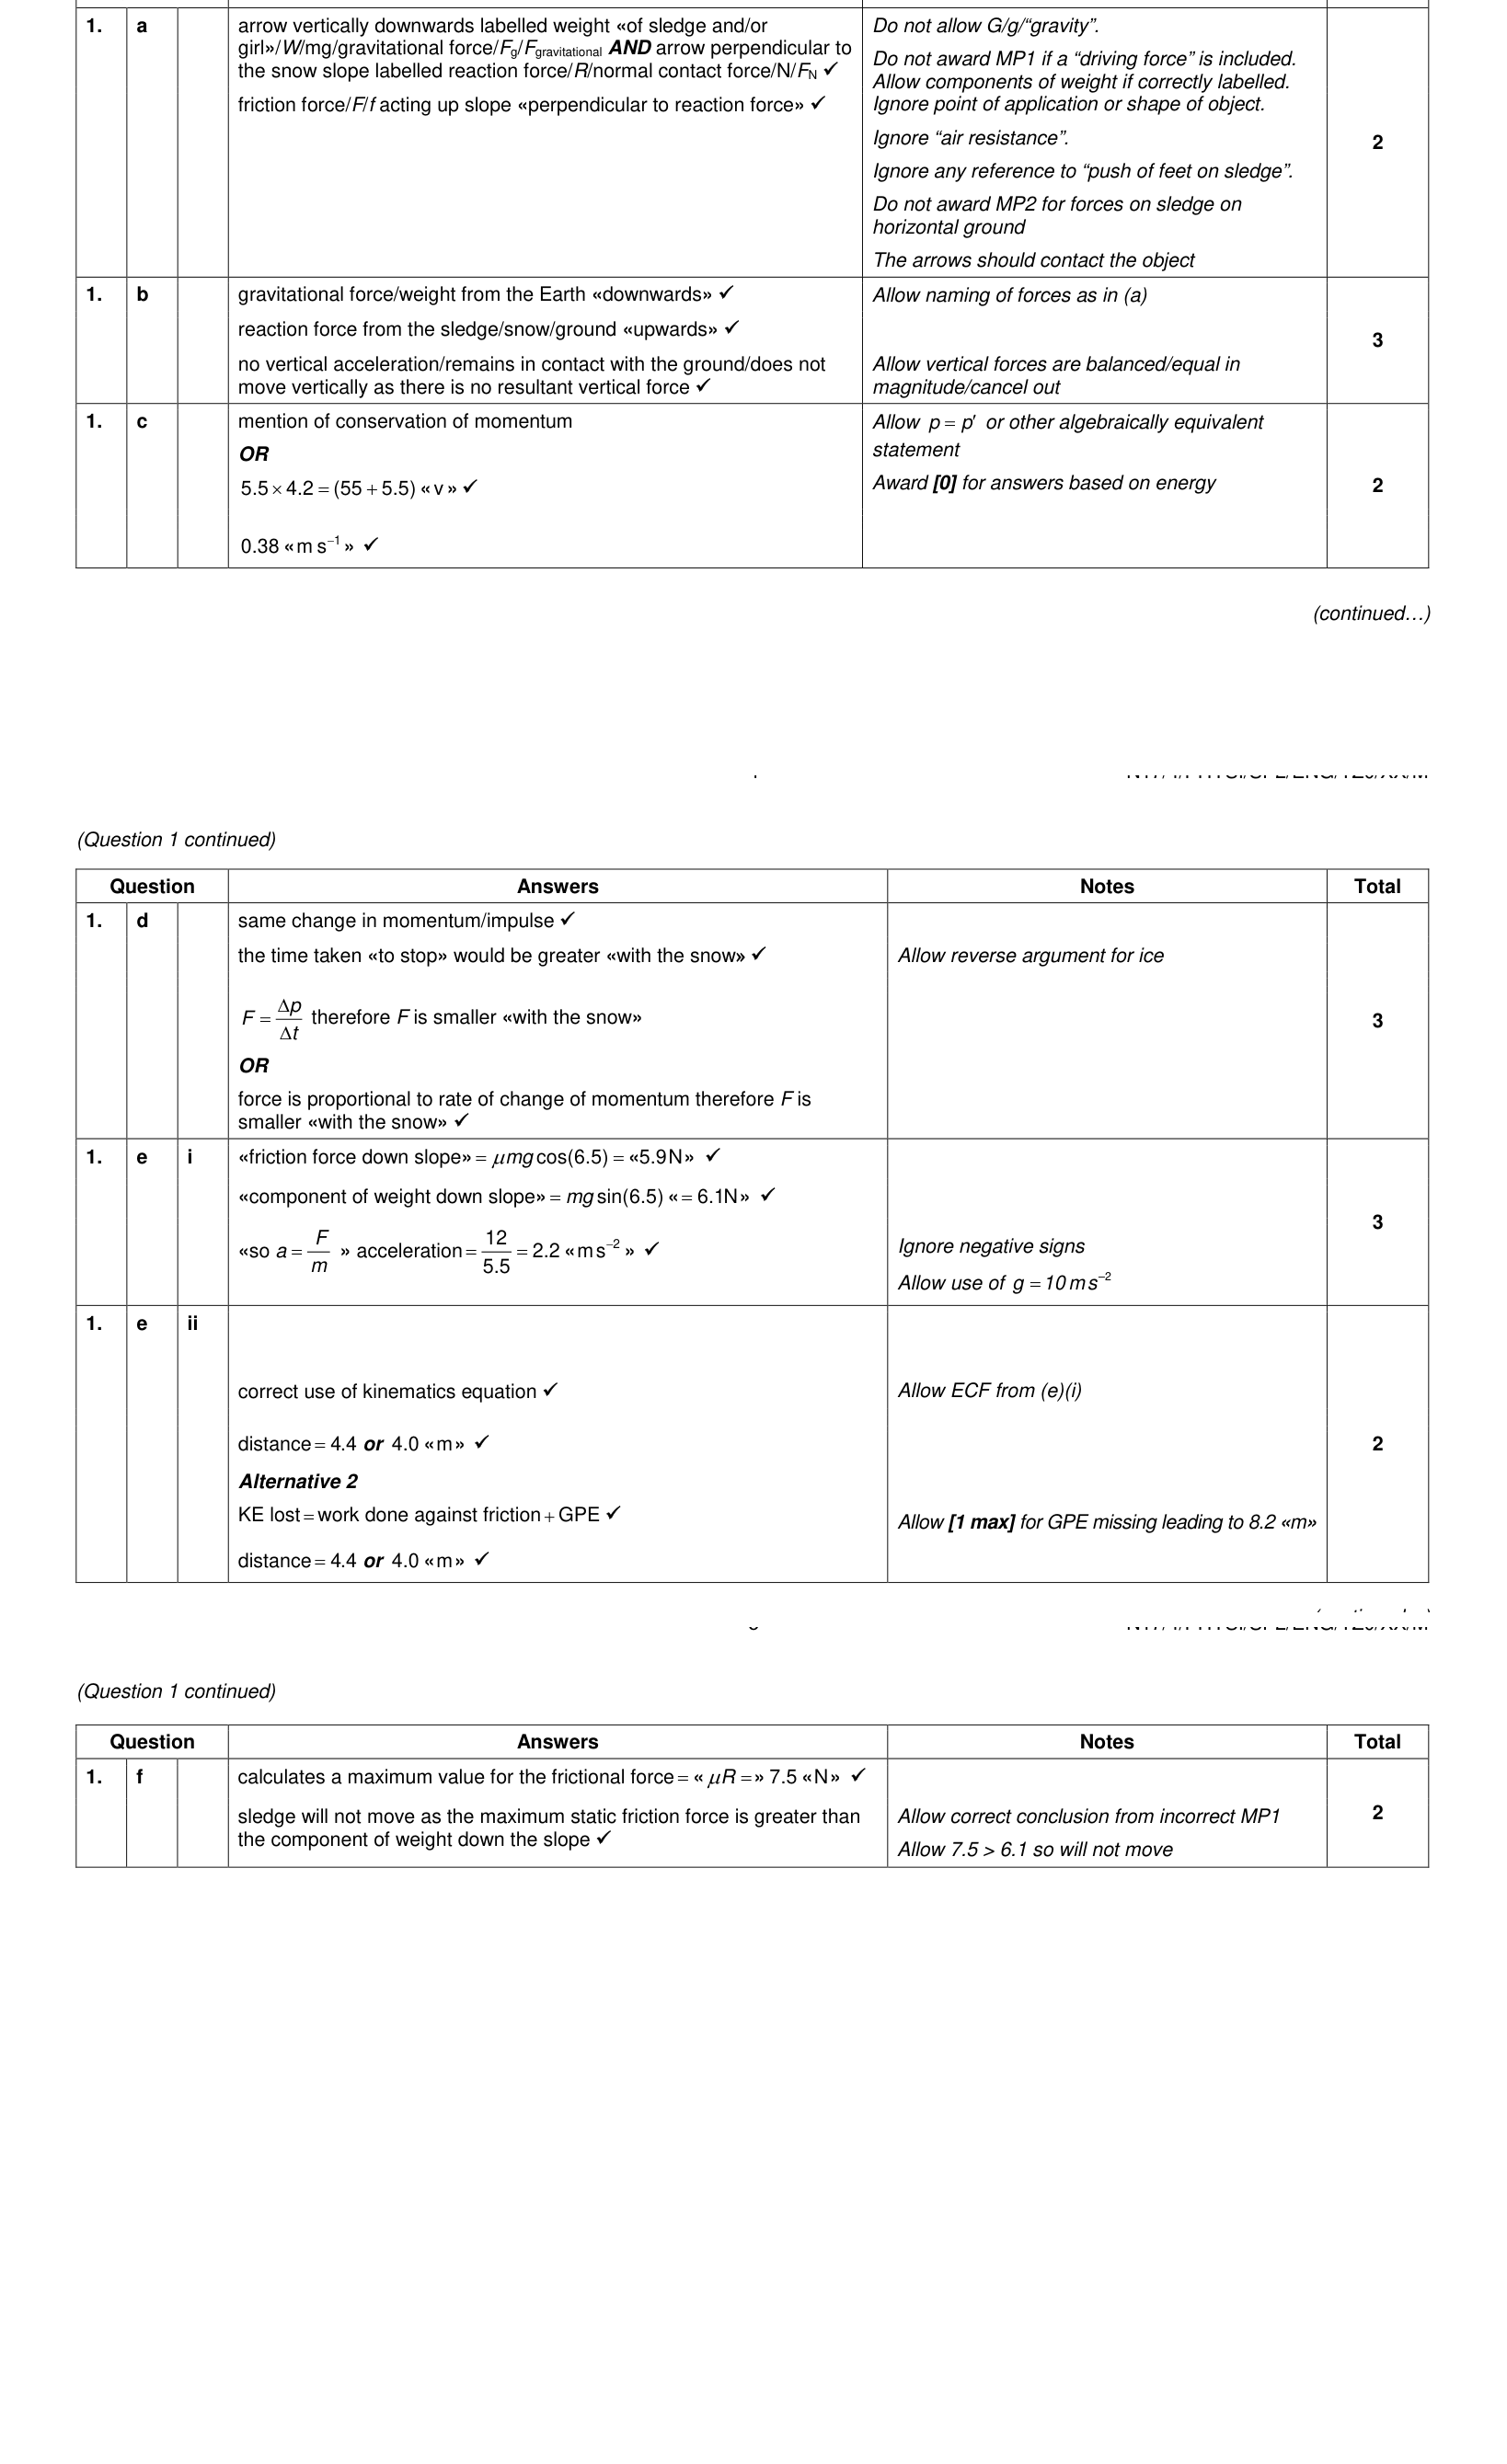 1. a arrow vertically downwards labelled weight «of sledge and/or
girl»/W/mg/gravitational force/Fg/Fgravitational AND arrow perpendicular to
the snow slope labelled reaction force/R/normal contact force/N/FN ✓
friction force/F/f acting up slope «perpendicular to reaction force» ✓
Do not allow G/g/“gravity”.
Do not award MP1 if a “driving force” is included.
Allow components of weight if correctly labelled.
Ignore point of application or shape of object.
Ignore “air resistance”.
Ignore any reference to “push of feet on sledge”.
Do not award MP2 for forces on sledge on
horizontal ground
The arrows should contact the object
2
1. b gravitational force/weight from the Earth «downwards» ✓
reaction force from the sledge/snow/ground «upwards» ✓
no vertical acceleration/remains in contact with the ground/does not
move vertically as there is no resultant vertical force ✓
Allow naming of forces as in (a)
Allow vertical forces are balanced/equal in
magnitude/cancel out
3
1. c mention of conservation of momentum
OR
5.5 × 4.2 = (55 + 5.5) «v» ✓
0.38 «m s⁻¹» ✓
Allow p = p′ or other algebraically equivalent
statement
Award [0] for answers based on energy
2
(continued…)
(Question 1 continued)
Question Answers Notes Total
1. d same change in momentum/impulse ✓
the time taken «to stop» would be greater «with the snow» ✓
F = Δp/Δt therefore F is smaller «with the snow»
OR
force is proportional to rate of change of momentum therefore F is
smaller «with the snow» ✓
Allow reverse argument for ice
3
1. e i «friction force down slope» = μmg cos(6.5) = «5.9N» ✓
«component of weight down slope» = mg sin(6.5) «= 6.1N» ✓
«so a = F/m » acceleration = 12/5.5 = 2.2 «m s⁻²» ✓
Ignore negative signs
Allow use of g = 10 m s⁻²
3
1. e ii
correct use of kinematics equation ✓
distance = 4.4 or 4.0 «m» ✓
Alternative 2
KE lost = work done against friction + GPE ✓
distance = 4.4 or 4.0 «m» ✓
Allow ECF from (e)(i)
Allow [1 max] for GPE missing leading to 8.2 «m»
2
(Question 1 continued)
Question Answers Notes Total
1. f calculates a maximum value for the frictional force = «μR =» 7.5 «N» ✓
sledge will not move as the maximum static friction force is greater than
the component of weight down the slope ✓
Allow correct conclusion from incorrect MP1
Allow 7.5 > 6.1 so will not move
2